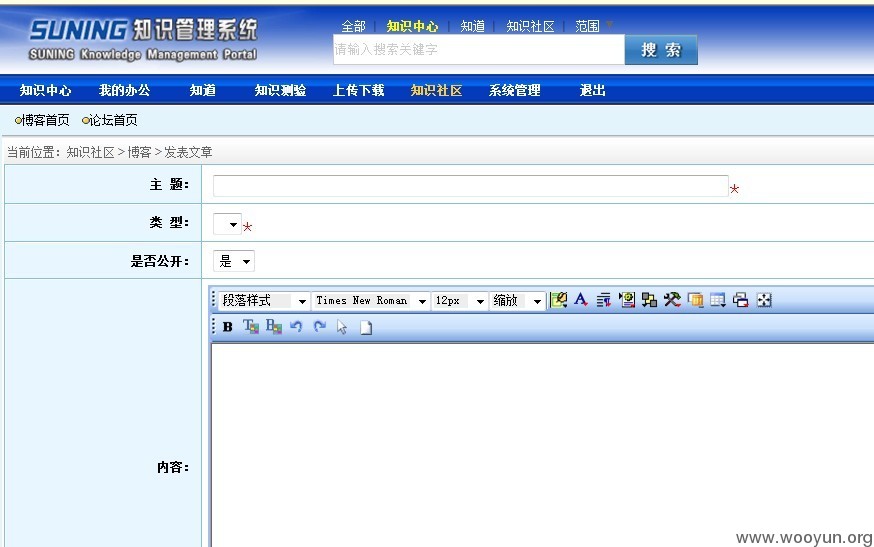 SUNING 知识管理系统
SUNING Knowledge Management Portal
全部 | 知识中心 | 知道 | 知识社区 | 范围
请输入搜索关键字 搜 索
知识中心 我的办公 知道 知识测验 上传下载 知识社区 系统管理 退出
博客首页 论坛首页
当前位置：知识社区 > 博客 > 发表文章
主 题： *
类 型： *
是否公开： 是
段落样式 Times New Roman 12px 缩放
B
内容：
www.wooyun.org